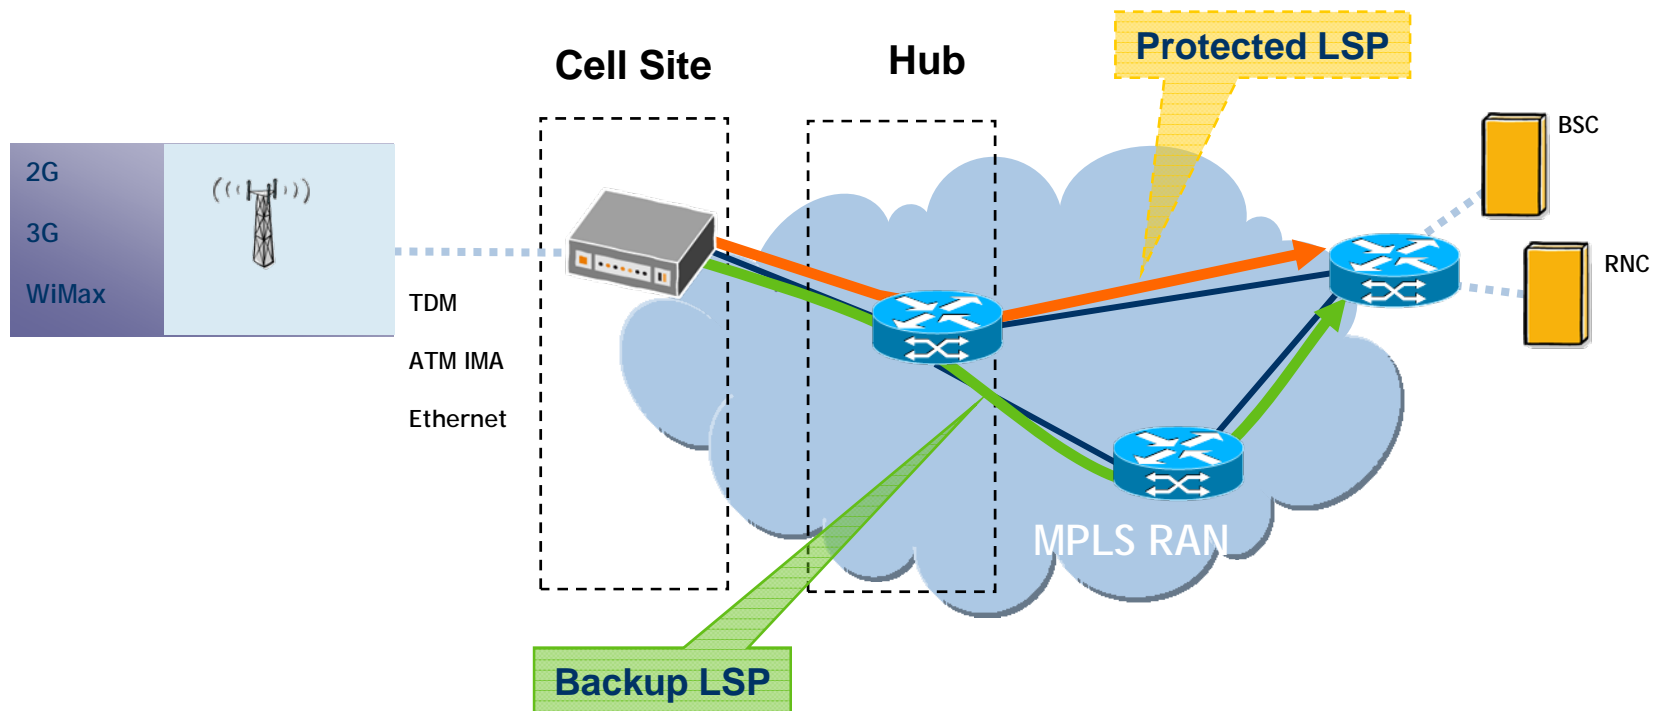 Cell Site
Hub
Protected LSP
BSC
2G
3G
WiMax
RNC
TDM
ATM IMA
Ethernet
MPLS RAN
Backup LSP